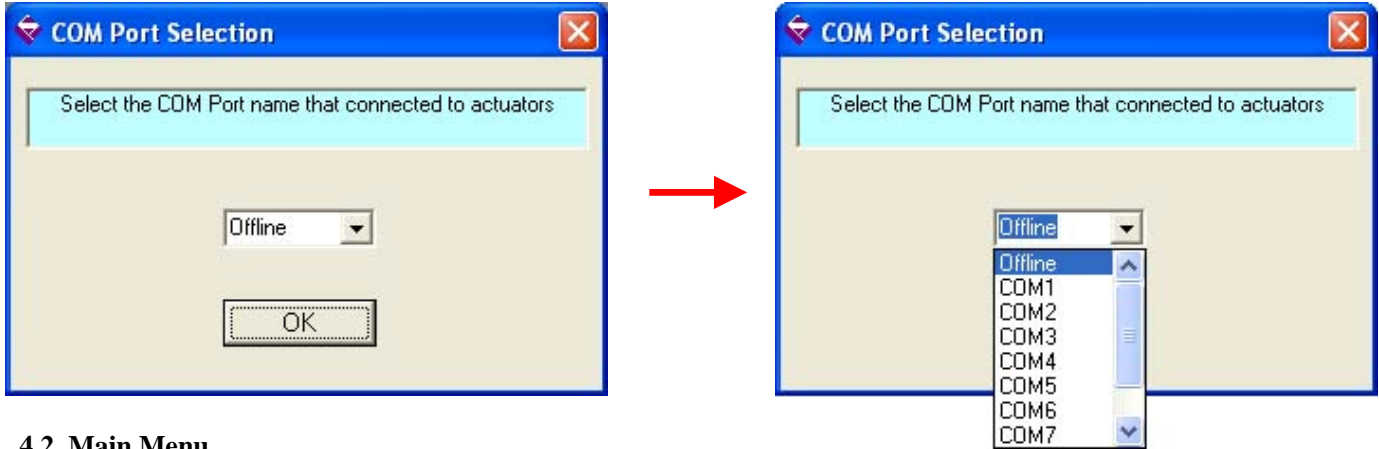 COM Port Selection
Select the COM Port name that connected to actuators
Offline
OK
COM Port Selection
Select the COM Port name that connected to actuators
Offline
Offline
COM1
COM2
COM3
COM4
COM5
COM6
COM7
4.2 Main Menu